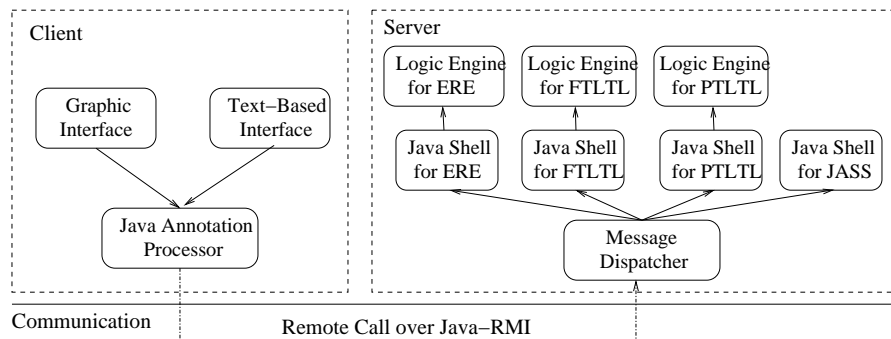 Client
Graphic
Interface
Text−Based
Interface
Java Annotation
Processor
Server
Logic Engine
for ERE
Logic Engine
for FTLTL
Logic Engine
for PTLTL
Java Shell
for ERE
Java Shell
for FTLTL
Java Shell
for PTLTL
Java Shell
for JASS
Message
Dispatcher
Communication
Remote Call over Java−RMI